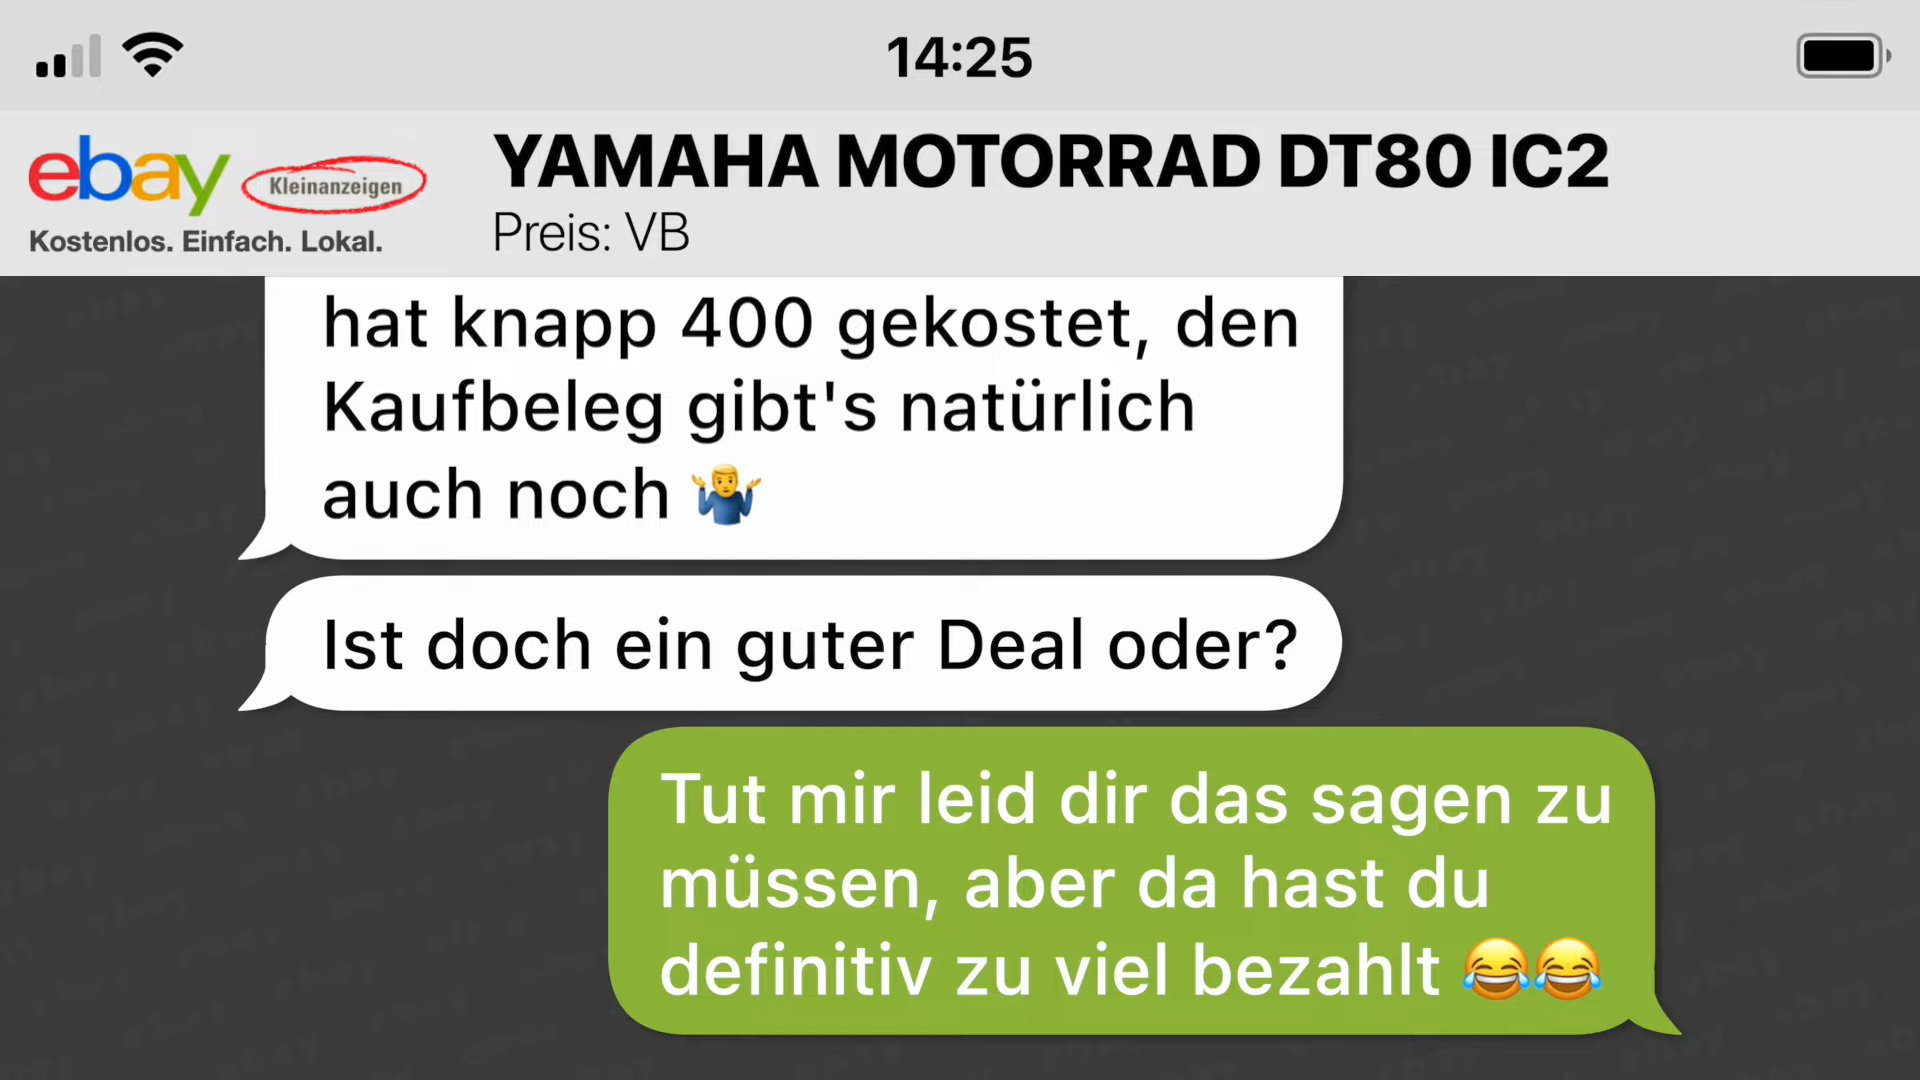 14:25
ebay Kleinanzeigen
Kostenlos. Einfach. Lokal.
YAMAHA MOTORRAD DT80 IC2
Preis: VB
hat knapp 400 gekostet, den
Kaufbeleg gibt's natürlich
auch noch 🤷‍♂️
Ist doch ein guter Deal oder?
Tut mir leid dir das sagen zu
müssen, aber da hast du
definitiv zu viel bezahlt 😂😂